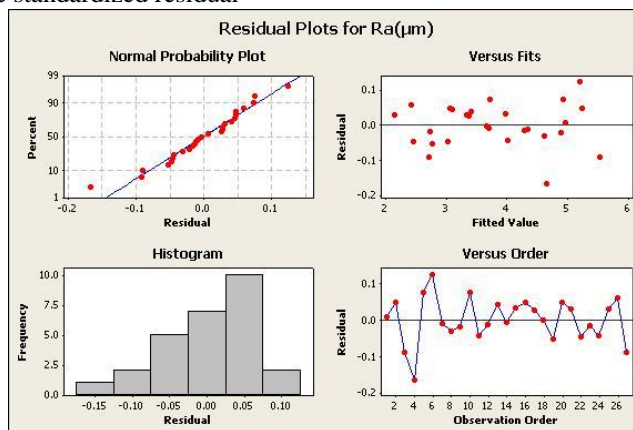 e standardized residual
Residual Plots for Ra(µm)
Normal Probability Plot
99
90
50
10
1
Percent
-0.2
-0.1
0.0
0.1
Residual
Versus Fits
0.1
0.0
-0.1
-0.2
Residual
2
3
4
5
6
Fitted Value
Histogram
10.0
7.5
5.0
2.5
0.0
Frequency
-0.15
-0.10
-0.05
0.00
0.05
0.10
Residual
Versus Order
0.1
0.0
-0.1
-0.2
Residual
2 4 6 8 10 12 14 16 18 20 22 24 26
Observation Order